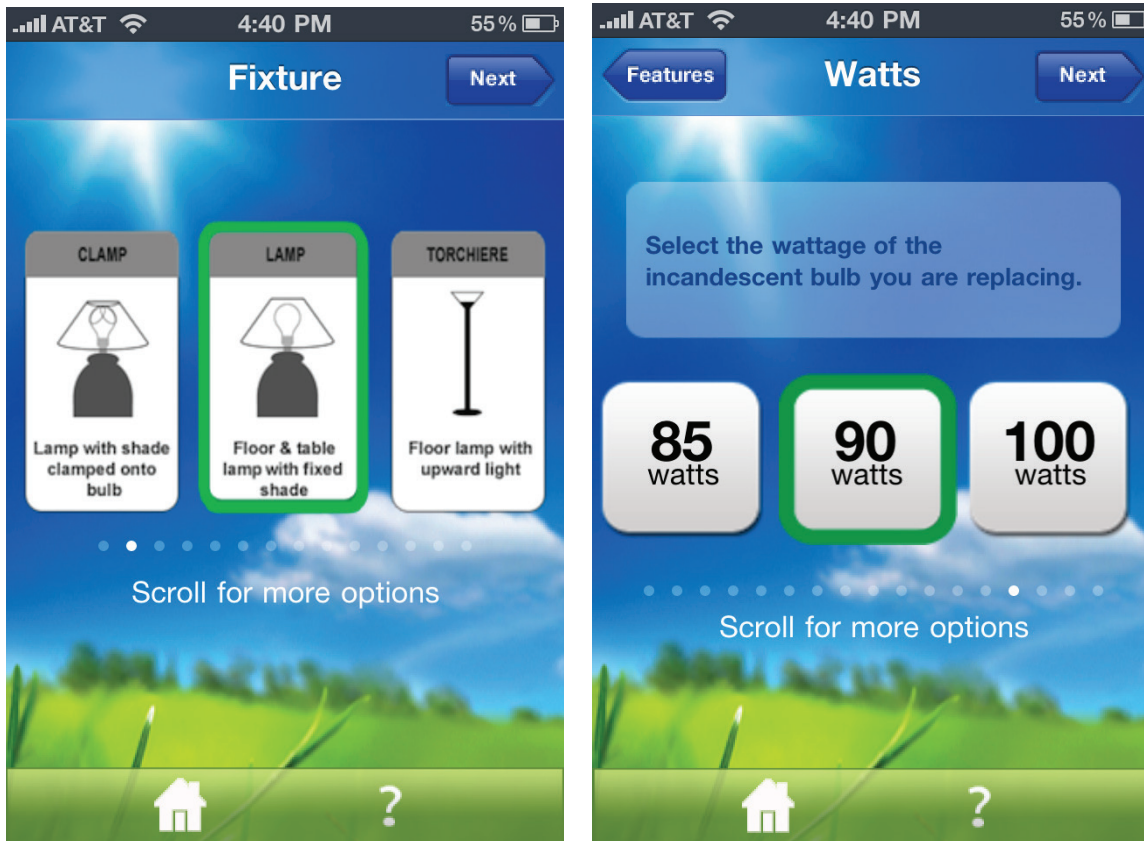 AT&T 4:40 PM 55%
Fixture Next
CLAMP
Lamp with shade
clamped onto
bulb
LAMP
Floor & table
lamp with fixed
shade
TORCHIERE
Floor lamp with
upward light
Scroll for more options
?
AT&T 4:40 PM 55%
Features Watts Next
Select the wattage of the
incandescent bulb you are replacing.
85
watts
90
watts
100
watts
Scroll for more options
?